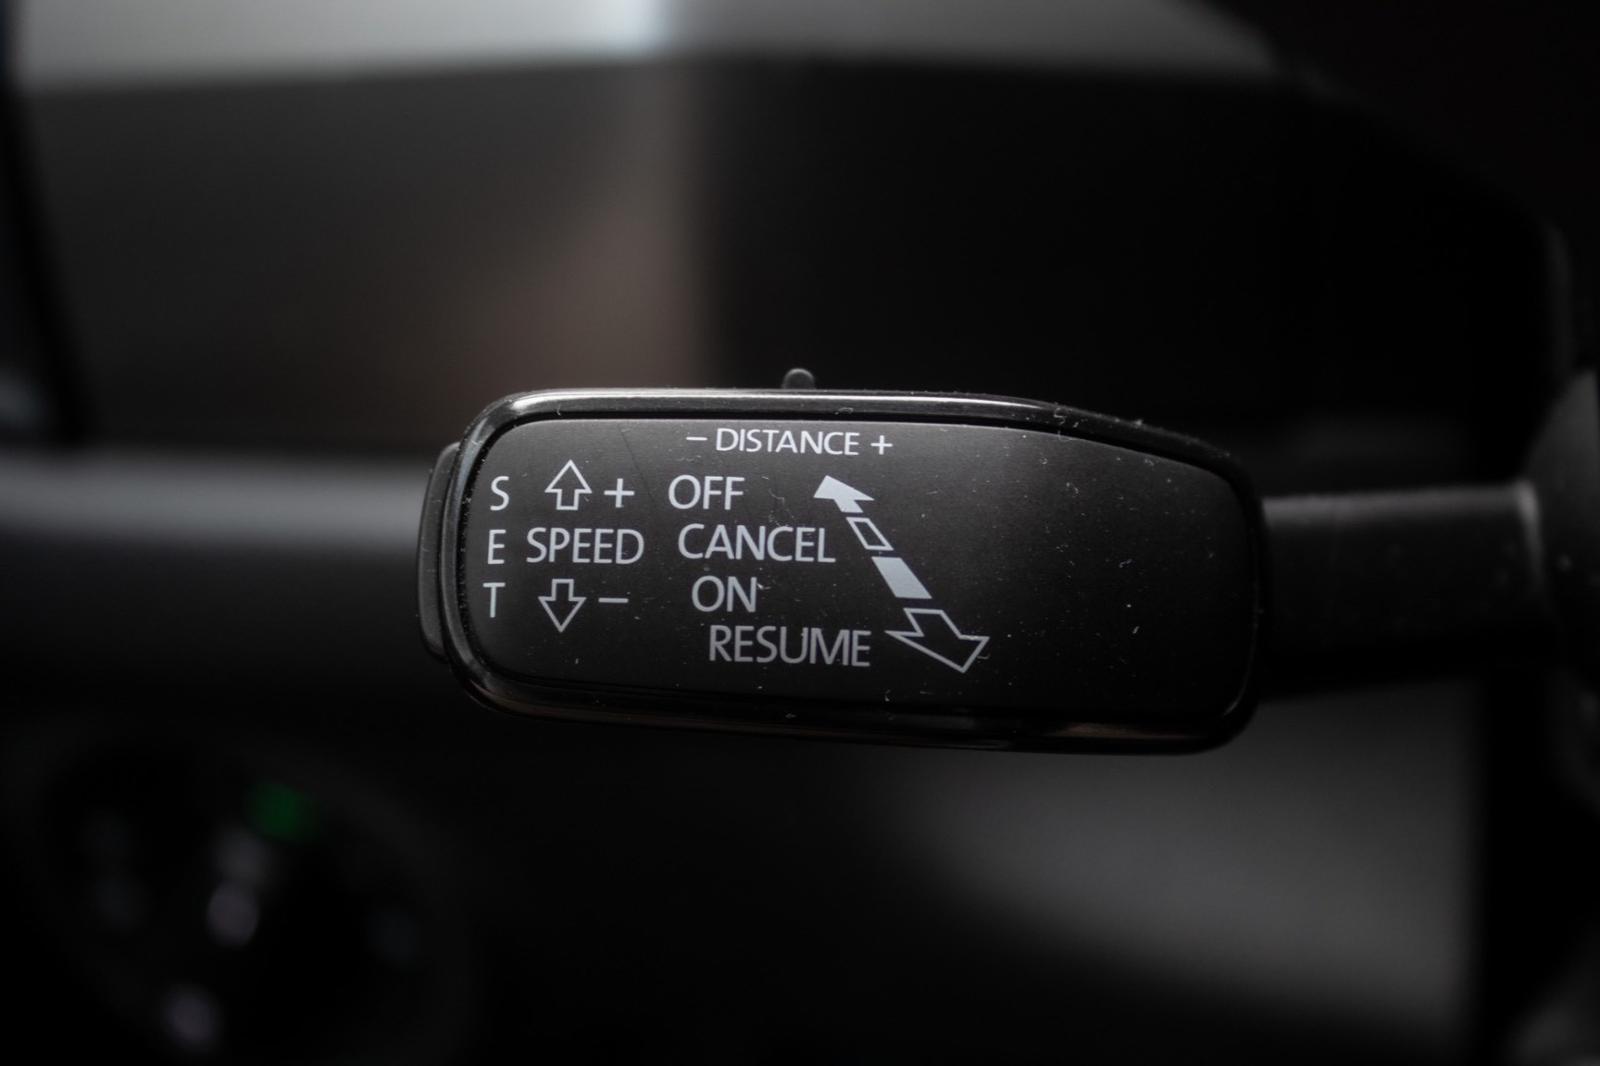 − DISTANCE +
S + OFF
E SPEED CANCEL
T − ON
RESUME